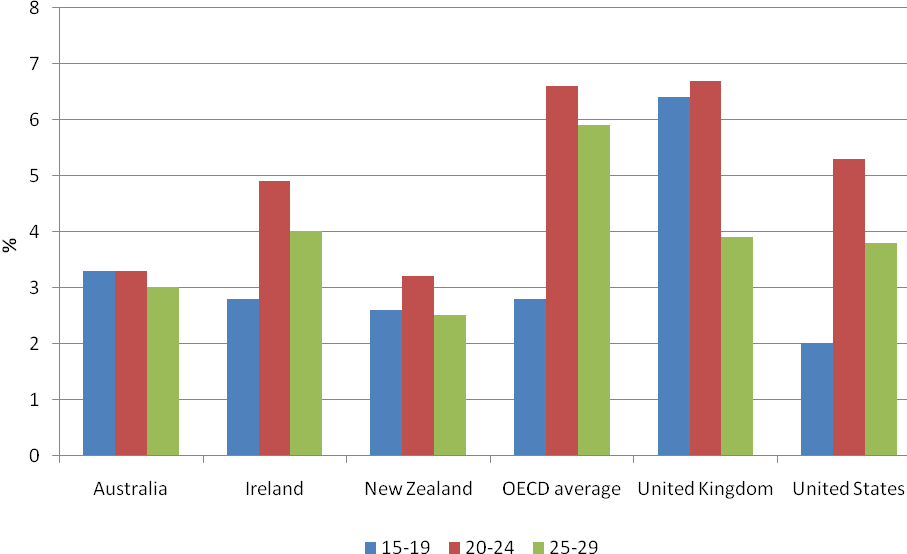 8
7
6
5
4
3
2
1
0
%
Australia
Ireland
New Zealand
OECD average
United Kingdom
United States
15-19
20-24
25-29